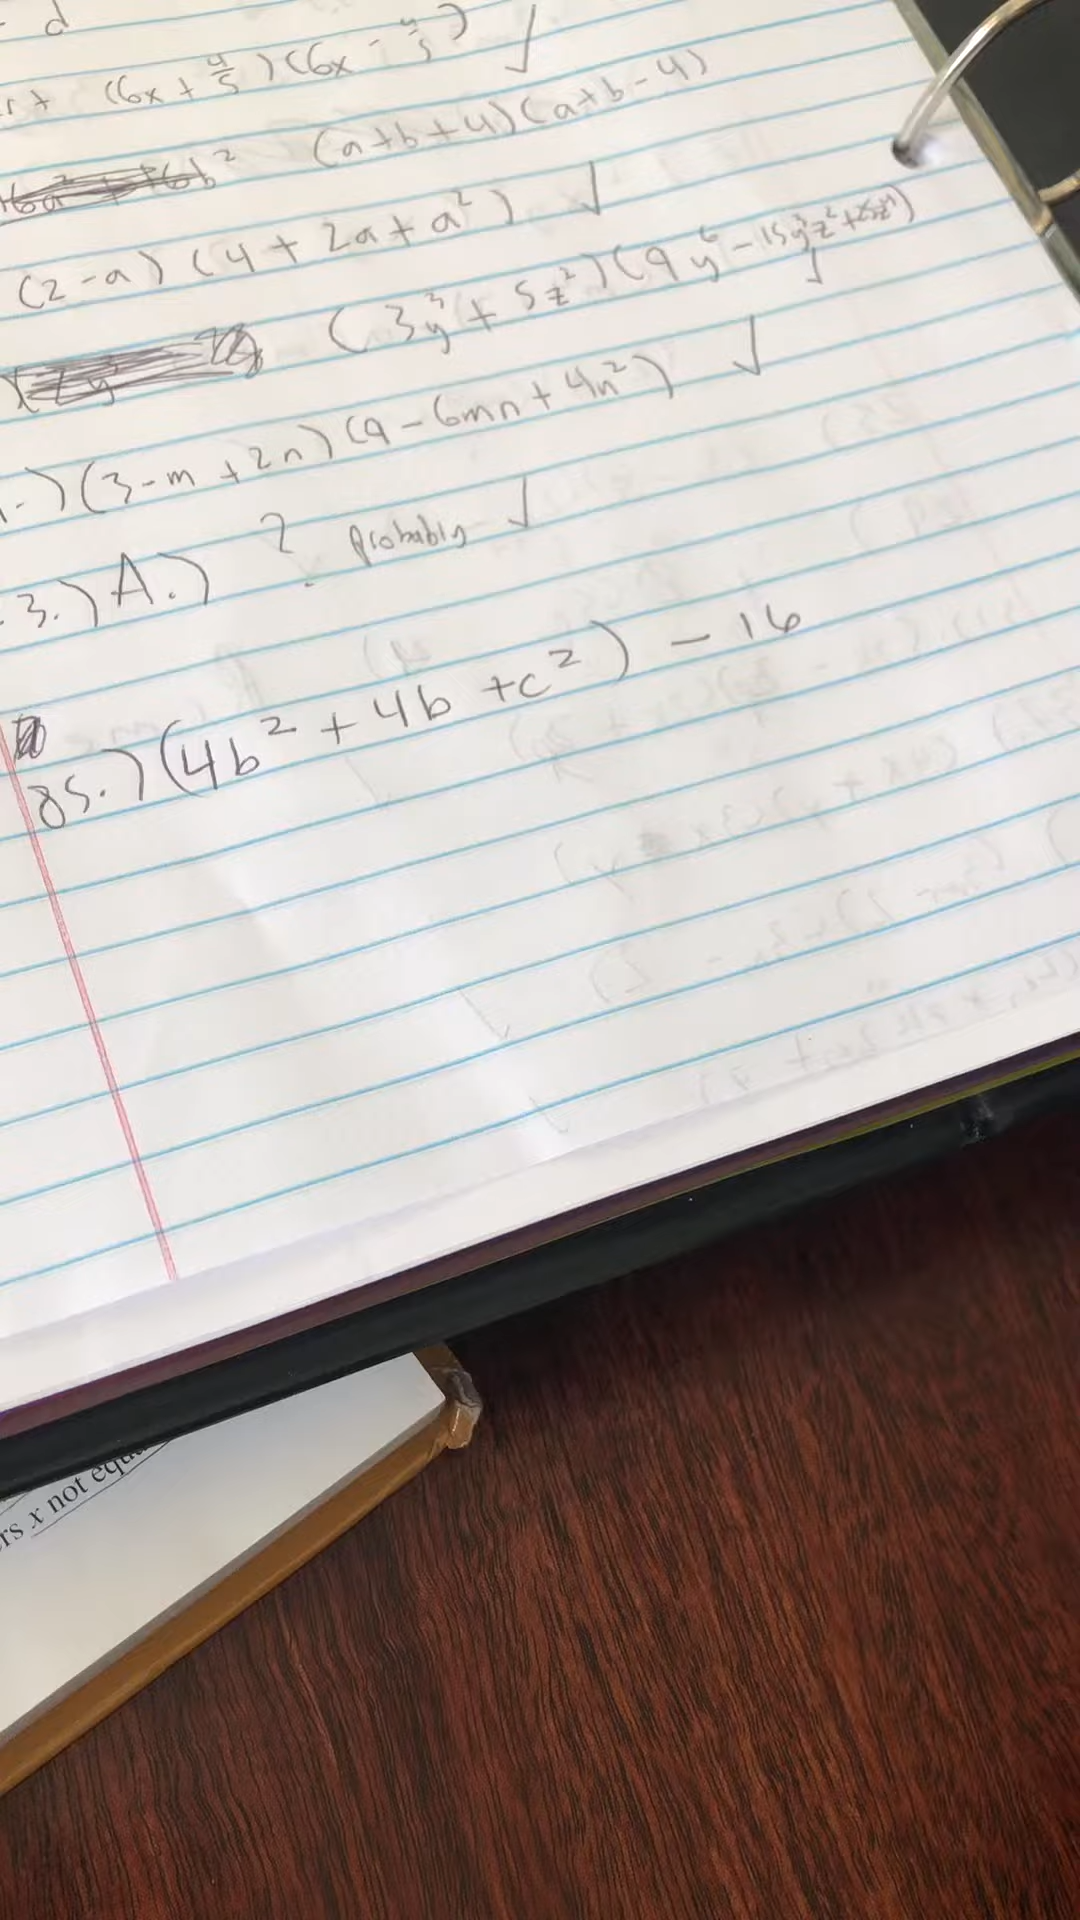 d
(6x + 4/5)(6x - 4/5) ✓
(a+b+4)(a+b-4)
(2-a)(4+2a+a²) ✓
(3y³ + 5z²)(9y⁶ - 15y³z² + 25z⁴) ✓
(3-m+2n)(9-6mn+4n²) ✓
3.) A.) ? probably ✓
85.) (4b² + 4b + c²) - 16
rs x not equ